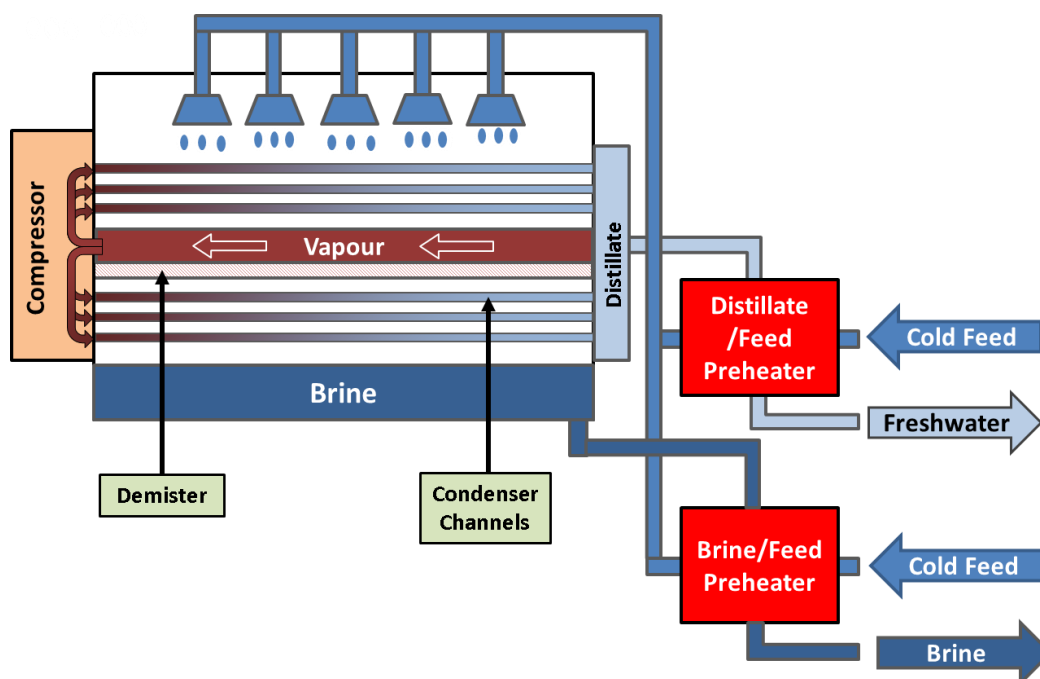 Compressor
Vapour
Distillate
Brine
Demister
Condenser
Channels
Distillate
/Feed
Preheater
Cold Feed
Freshwater
Brine/Feed
Preheater
Cold Feed
Brine